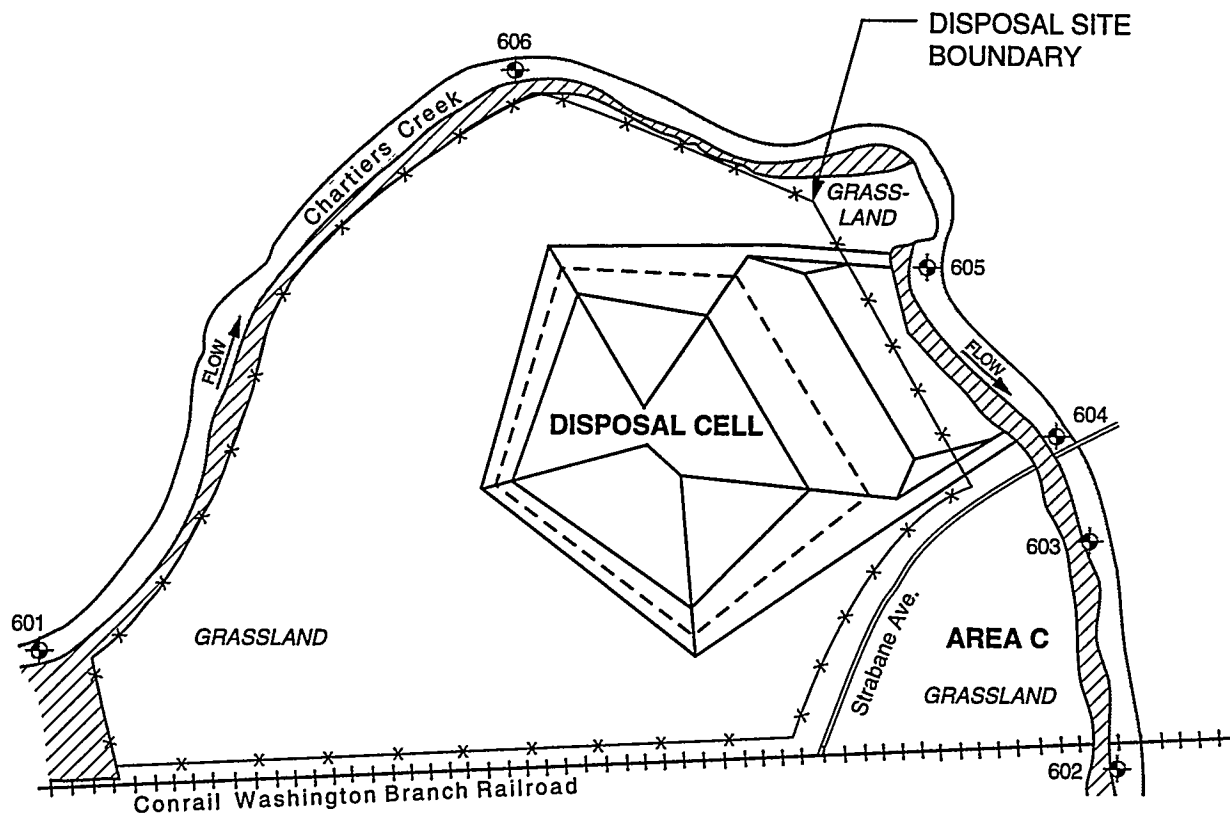 DISPOSAL SITE
BOUNDARY
606
Chartiers Creek
GRASS-
LAND
605
FLOW
FLOW
604
DISPOSAL CELL
603
601
GRASSLAND
Strabane Ave.
AREA C
GRASSLAND
602
Conrail Washington Branch Railroad